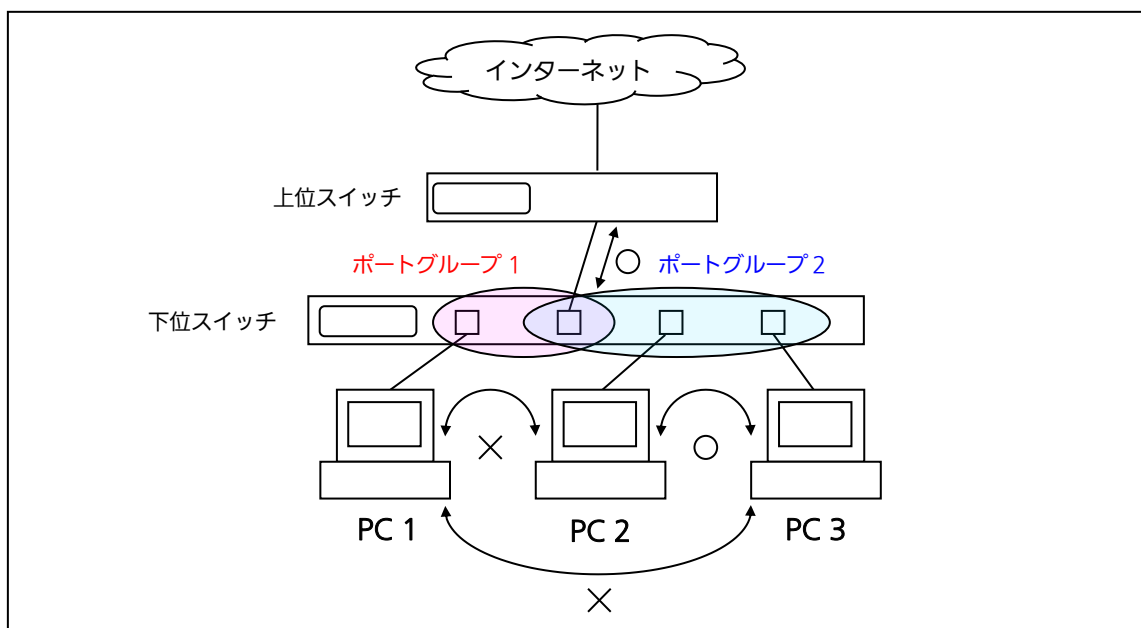 インターネット
上位スイッチ
ポートグループ 1
ポートグループ 2
下位スイッチ
PC 1
PC 2
PC 3